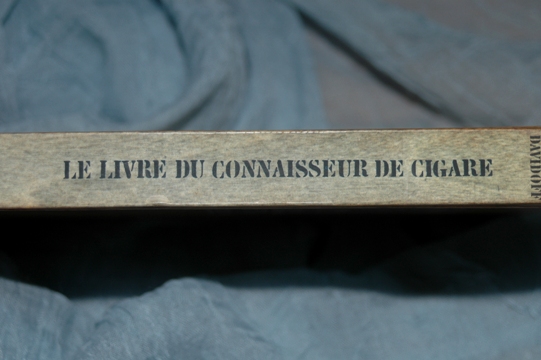 LE LIVRE DU CONNAISSEUR DE CIGARE
DAVIDOFF